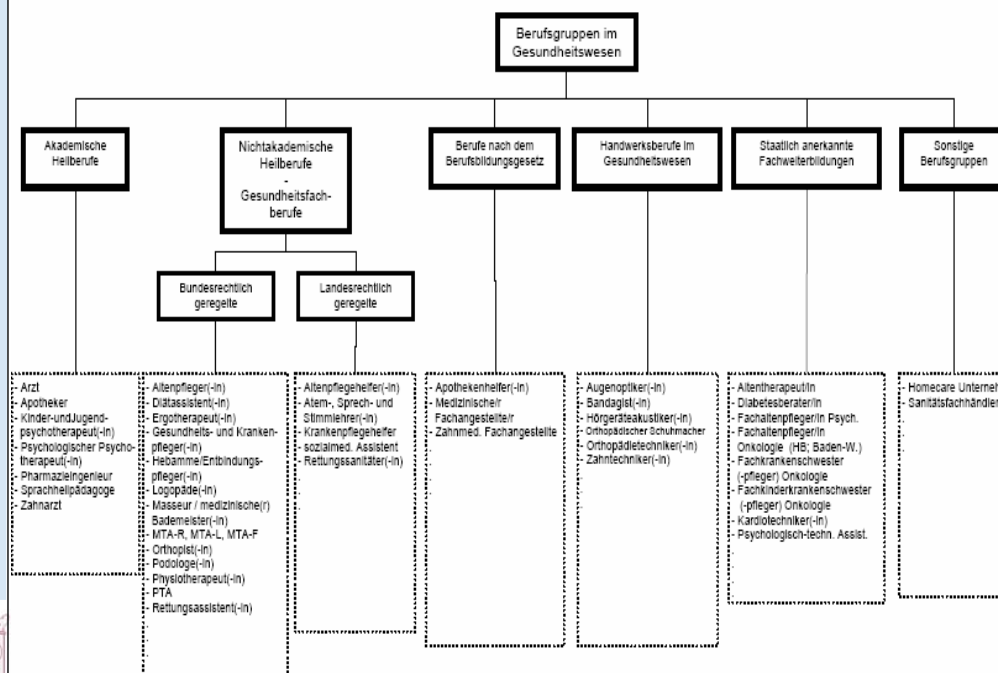 Berufsgruppen im
Gesundheitswesen
Akademische
Heilberufe
Nichtakademische
Heilberufe
-
Gesundheitsfach-
berufe
Berufe nach dem
Berufsbildungsgesetz
Handwerksberufe im
Gesundheitswesen
Staatlich anerkannte
Fachweiterbildungen
Sonstige
Berufsgruppen
Bundesrechtlich
geregelte
Landesrechtlich
geregelte
- Arzt
- Apotheker
- Kinder-undJugend-
psychotherapeut(-in)
- Psychologischer Psycho-
therapeut(-in)
- Pharmazieingenieur
- Sprachheilpädagoge
- Zahnarzt
- Altenpfleger(-in)
- Diätassistent(-in)
- Ergotherapeut(-in)
- Gesundheits- und Kranken-
pfleger(-in)
- Hebamme/Entbindungs-
pfleger(-in)
- Logopäde(-in)
- Masseur / medizinische(r)
Bademeister(-in)
- MTA-R, MTA-L, MTA-F
- Orthopist(-in)
- Podologe(-in)
- Physiotherapeut(-in)
- PTA
- Rettungsassistent(-in)
.
.
.
- Altenpflegehelfer(-in)
- Atem-, Sprech- und
Stimmlehrer(-in)
- Krankenpflegehelfer
- sozialmed. Assistent
- Rettungssanitäter(-in)
.
.
.
- Apothekenhelfer(-in)
- Medizinische/r
Fachangestellte/r
- Zahnmed. Fachangestellte
.
.
.
.
- Augenoptiker(-in)
- Bandagist(-in)
- Hörgeräteakustiker(-in)
- Orthopädischer Schuhmacher
- Orthopädietechniker(-in)
- Zahntechniker(-in)
.
.
.
.
- Altentherapeut/in
- Diabetesberater/in
- Fachaltenpfleger/in Psych.
- Fachaltenpfleger/in
Onkologie (HB; Baden-W.)
- Fachkrankenschwester
(-pfleger) Onkologie
- Fachkinderkrankenschwester
(-pfleger) Onkologie
- Kardiotechniker(-in)
- Psychologisch-techn. Assist.
.
.
.
.
- Homecare Unterneh
- Sanitätsfachhändler
.
.
.
.